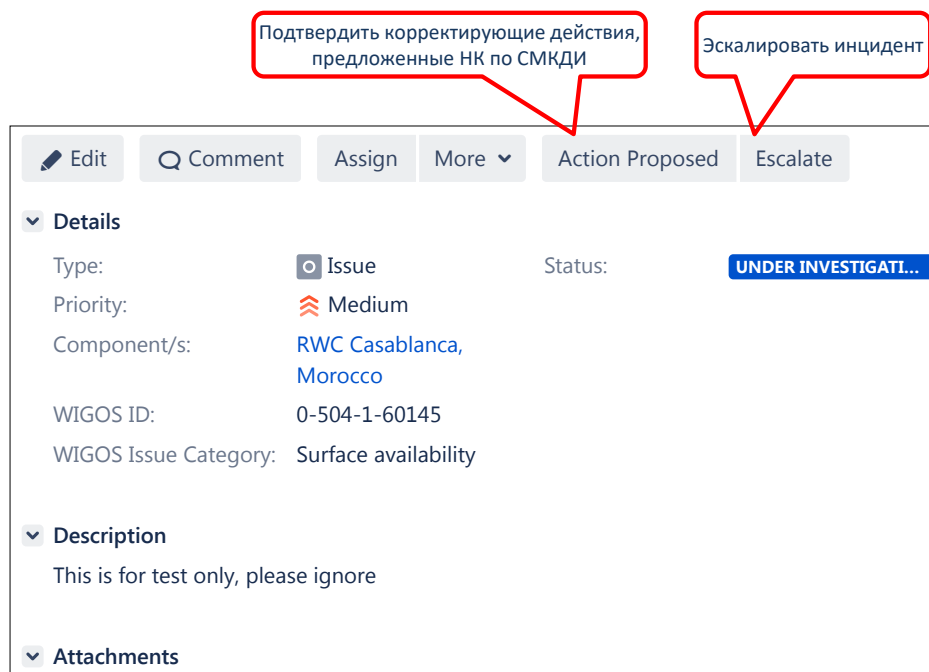 Подтвердить корректирующие действия,
предложенные НК по СМКДИ
Эскалировать инцидент
Edit Comment Assign More Action Proposed Escalate
Details
Type: Issue Status: UNDER INVESTIGATI...
Priority: Medium
Component/s: RWC Casablanca,
Morocco
WIGOS ID: 0-504-1-60145
WIGOS Issue Category: Surface availability
Description
This is for test only, please ignore
Attachments